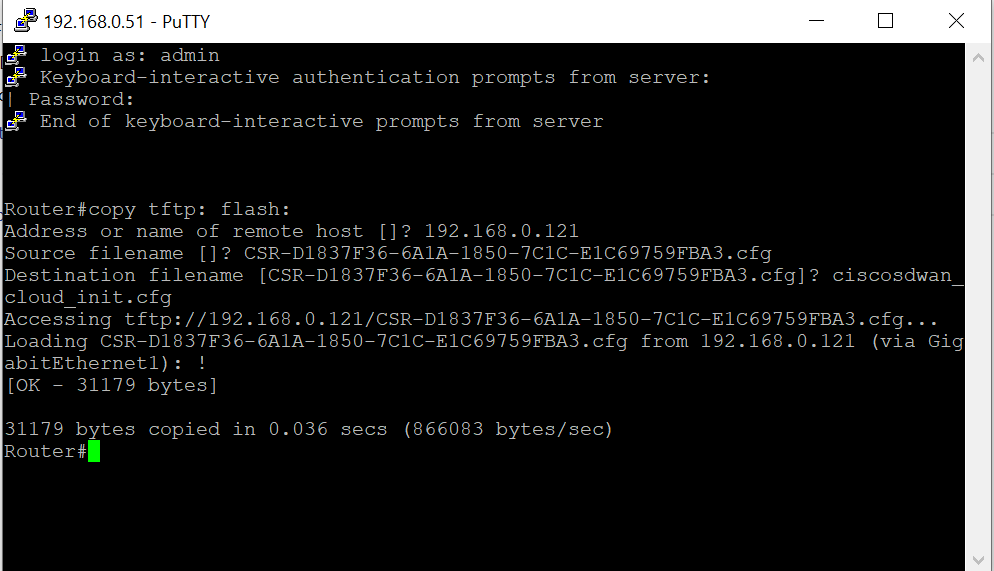 192.168.0.51 - PuTTY
login as: admin
Keyboard-interactive authentication prompts from server:
| Password:
End of keyboard-interactive prompts from server
Router#copy tftp: flash:
Address or name of remote host []? 192.168.0.121
Source filename []? CSR-D1837F36-6A1A-1850-7C1C-E1C69759FBA3.cfg
Destination filename [CSR-D1837F36-6A1A-1850-7C1C-E1C69759FBA3.cfg]? ciscosdwan_
cloud_init.cfg
Accessing tftp://192.168.0.121/CSR-D1837F36-6A1A-1850-7C1C-E1C69759FBA3.cfg...
Loading CSR-D1837F36-6A1A-1850-7C1C-E1C69759FBA3.cfg from 192.168.0.121 (via Gig
abitEthernet1): !
[OK - 31179 bytes]
31179 bytes copied in 0.036 secs (866083 bytes/sec)
Router#